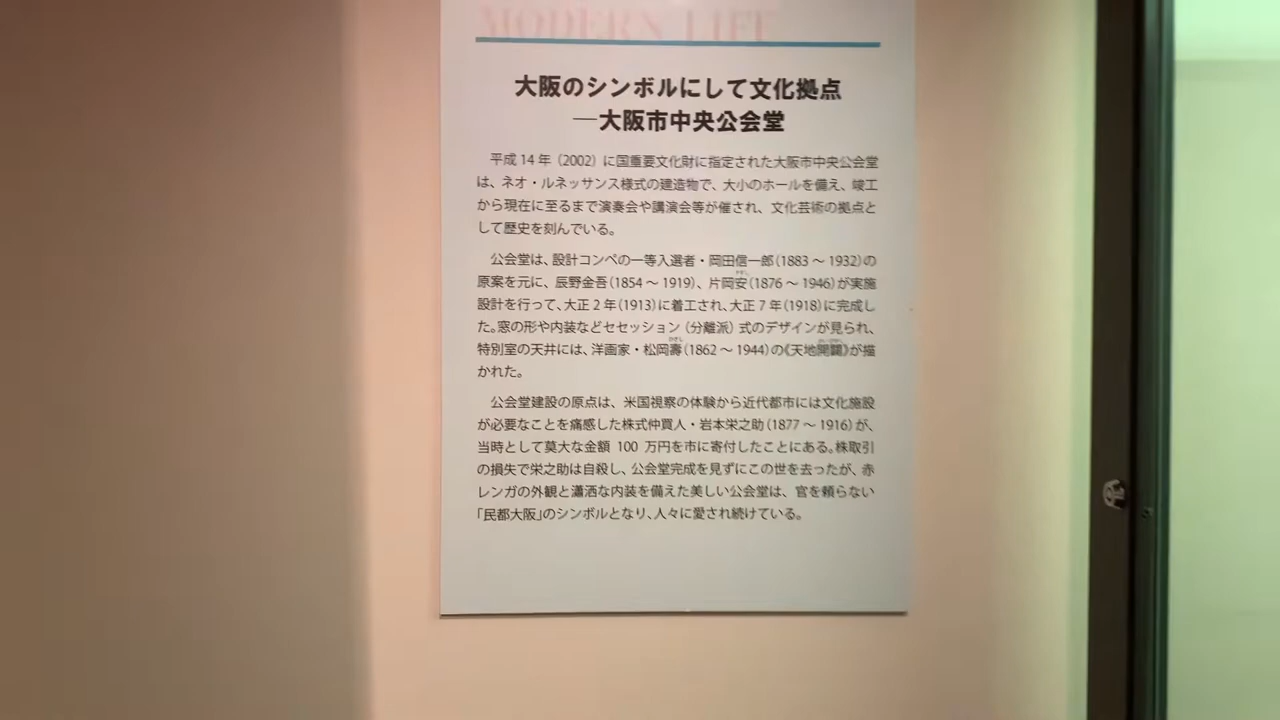 MODERN LIFE
大阪のシンボルにして文化拠点
─大阪市中央公会堂
平成14年(2002)に国重要文化財に指定された大阪市中央公会堂
は、ネオ・ルネッサンス様式の建造物で、大小のホールを備え、竣工
から現在に至るまで演奏会や講演会等が催され、文化芸術の拠点と
して歴史を刻んでいる。
公会堂は、設計コンペの一等入選者・岡田信一郎(1883～1932)の
原案を元に、辰野金吾(1854～1919)、片岡安(1876～1946)が実施
設計を行って、大正2年(1913)に着工され、大正7年(1918)に完成し
た。窓の形や内装などセセッション(分離派)式のデザインが見られ、
特別室の天井には、洋画家・松岡壽(1862～1944)の《天地開闢》が描
かれた。
公会堂建設の原点は、米国視察の体験から近代都市には文化施設
が必要なことを痛感した株式仲買人・岩本栄之助(1877～1916)が、
当時として莫大な金額 100 万円を市に寄付したことにある。株取引
の損失で栄之助は自殺し、公会堂完成を見ずにこの世を去ったが、赤
レンガの外観と瀟洒な内装を備えた美しい公会堂は、官を頼らない
「民都大阪」のシンボルとなり、人々に愛され続けている。